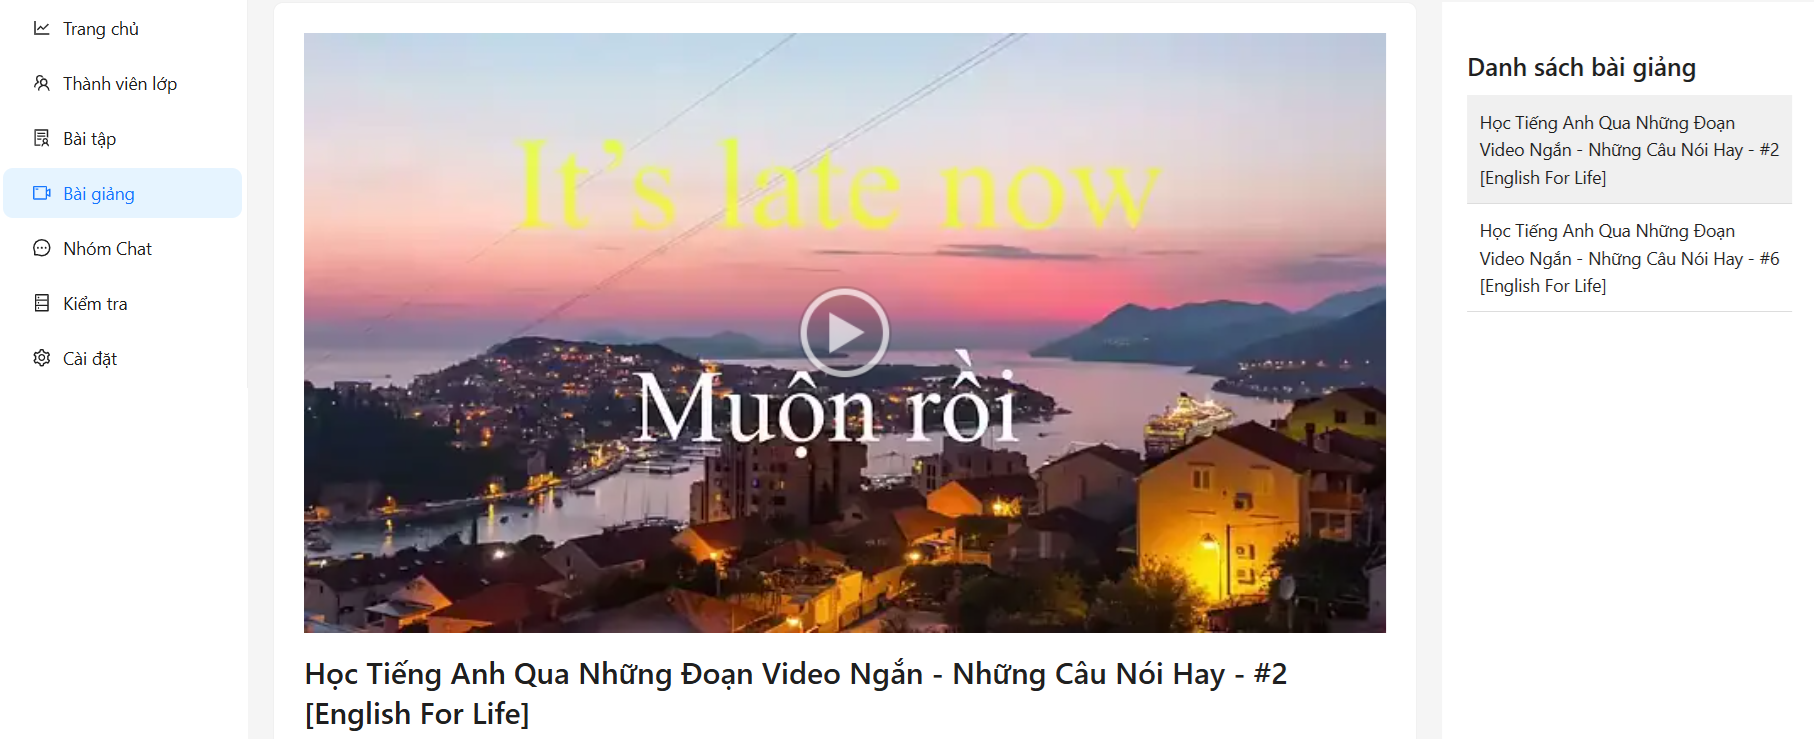 Trang chủ
Thành viên lớp
Bài tập
Bài giảng
Nhóm Chat
Kiểm tra
Cài đặt
It's late now
Muộn rồi
Học Tiếng Anh Qua Những Đoạn Video Ngắn - Những Câu Nói Hay - #2
[English For Life]
Danh sách bài giảng
Học Tiếng Anh Qua Những Đoạn
Video Ngắn - Những Câu Nói Hay - #2
[English For Life]
Học Tiếng Anh Qua Những Đoạn
Video Ngắn - Những Câu Nói Hay - #6
[English For Life]